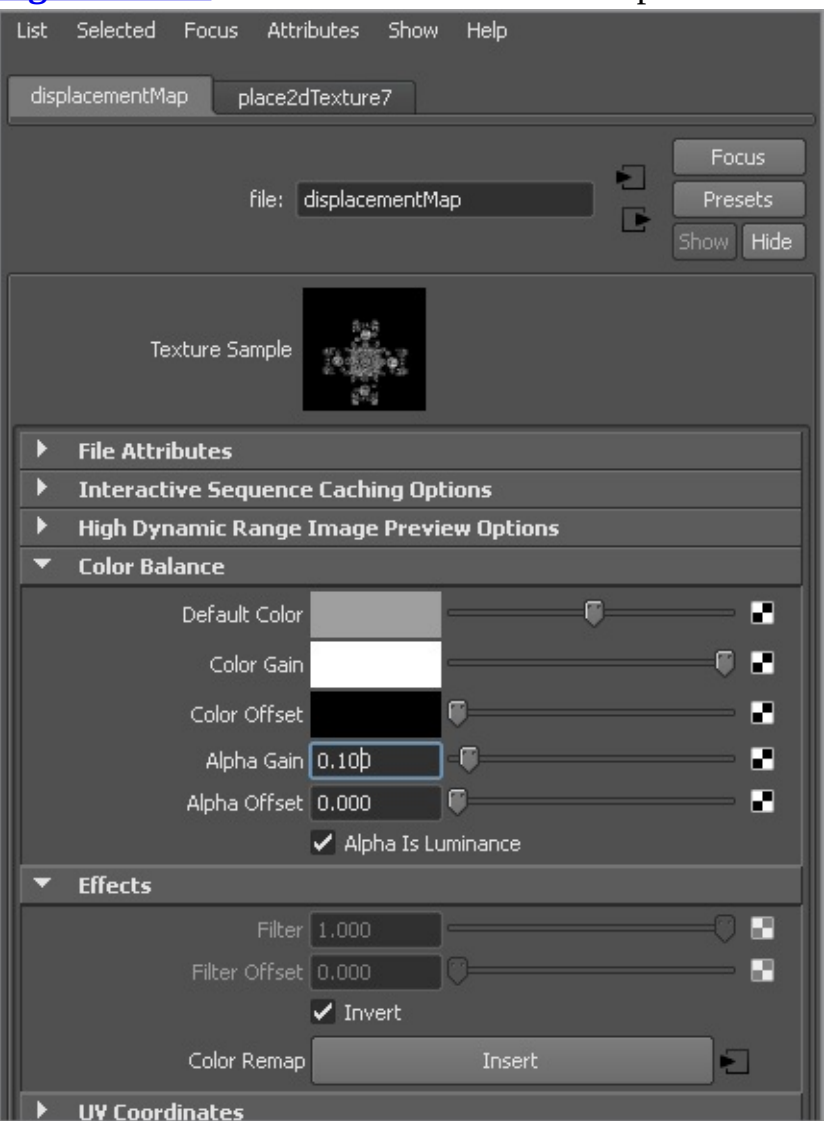 List Selected Focus Attributes Show Help
displacementMap place2dTexture7
Focus
file: displacementMap
Presets
Show Hide
Texture Sample
File Attributes
Interactive Sequence Caching Options
High Dynamic Range Image Preview Options
Color Balance
Default Color
Color Gain
Color Offset
Alpha Gain 0.100
Alpha Offset 0.000
Alpha Is Luminance
Effects
Filter 1.000
Filter Offset 0.000
Invert
Color Remap Insert
UV Coordinates